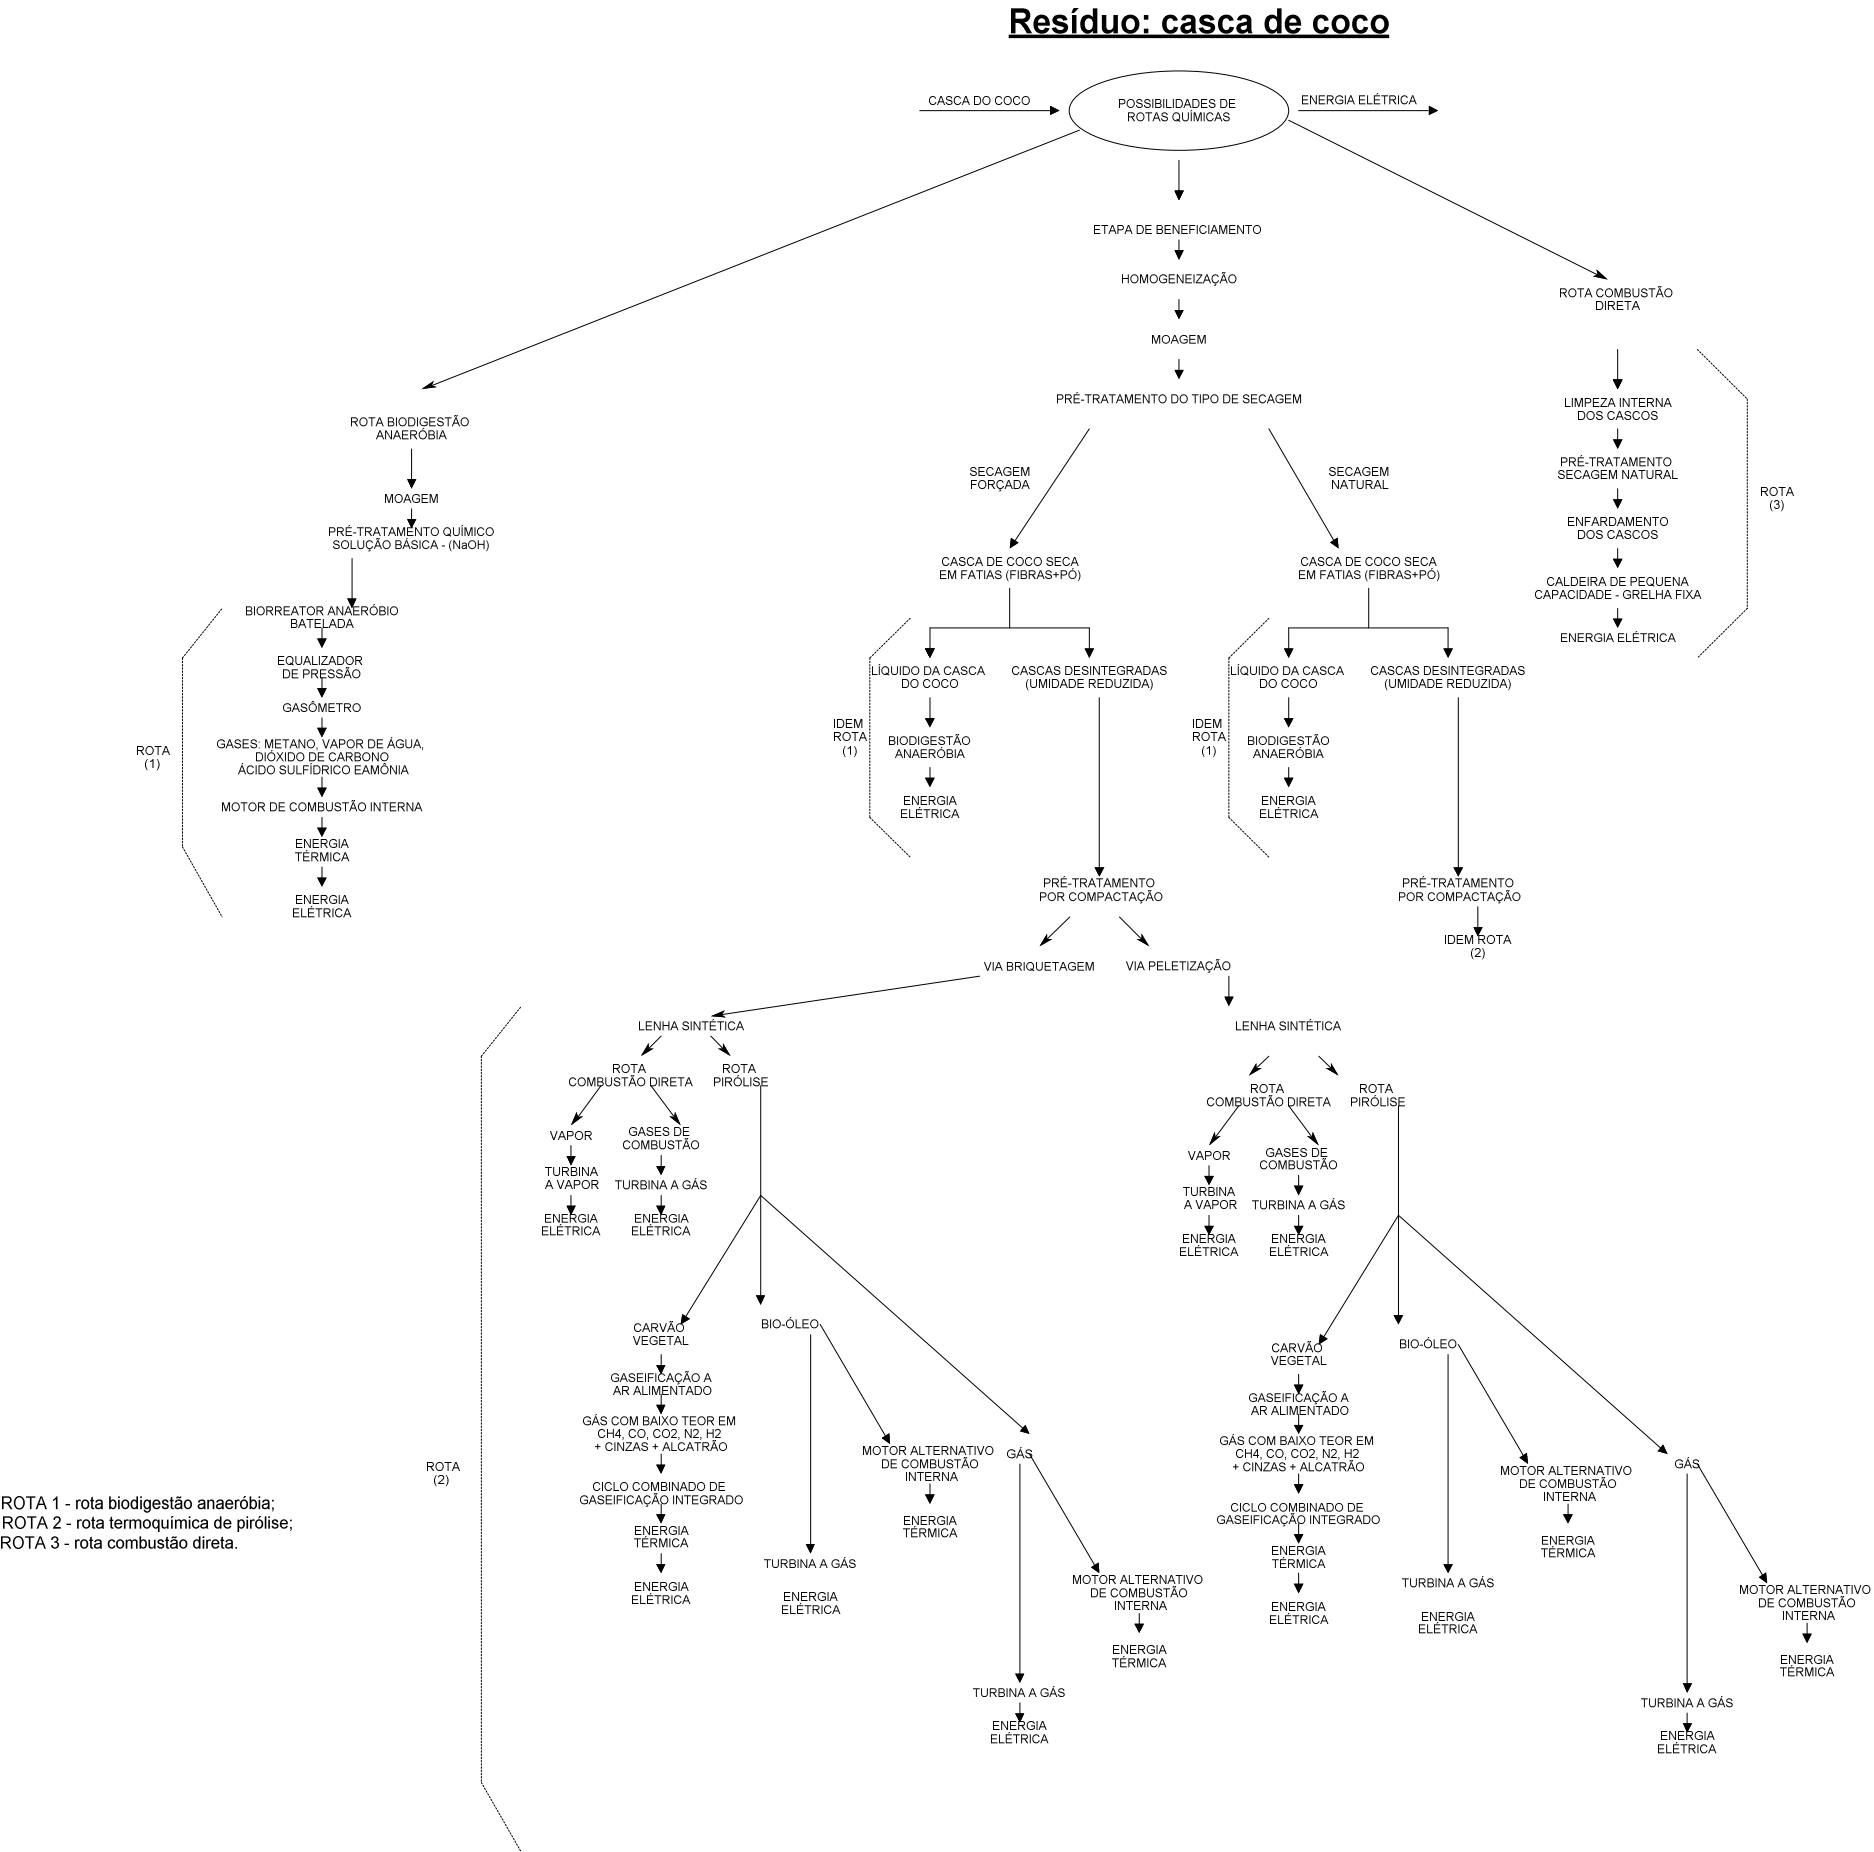 Resíduo: casca de coco
CASCA DO COCO
POSSIBILIDADES DE
ROTAS QUÍMICAS
ENERGIA ELÉTRICA
ROTA BIODIGESTÃO
ANAERÓBIA
MOAGEM
PRÉ-TRATAMENTO QUÍMICO
SOLUÇÃO BÁSICA - (NaOH)
BIORREATOR ANAERÓBIO
BATELADA
EQUALIZADOR
DE PRESSÃO
GASÔMETRO
GASES: METANO, VAPOR DE ÁGUA,
DIÓXIDO DE CARBONO
ÁCIDO SULFÍDRICO EAMÔNIA
MOTOR DE COMBUSTÃO INTERNA
ENERGIA
TÉRMICA
ENERGIA
ELÉTRICA
ROTA
(1)
ETAPA DE BENEFICIAMENTO
HOMOGENEIZAÇÃO
MOAGEM
PRÉ-TRATAMENTO DO TIPO DE SECAGEM
SECAGEM
FORÇADA
CASCA DE COCO SECA
EM FATIAS (FIBRAS+PÓ)
LÍQUIDO DA CASCA
DO COCO
BIODIGESTÃO
ANAERÓBIA
ENERGIA
ELÉTRICA
IDEM
ROTA
(1)
CASCAS DESINTEGRADAS
(UMIDADE REDUZIDA)
PRÉ-TRATAMENTO
POR COMPACTAÇÃO
SECAGEM
NATURAL
CASCA DE COCO SECA
EM FATIAS (FIBRAS+PÓ)
LÍQUIDO DA CASCA
DO COCO
BIODIGESTÃO
ANAERÓBIA
ENERGIA
ELÉTRICA
IDEM
ROTA
(1)
CASCAS DESINTEGRADAS
(UMIDADE REDUZIDA)
PRÉ-TRATAMENTO
POR COMPACTAÇÃO
IDEM ROTA
(2)
ROTA COMBUSTÃO
DIRETA
LIMPEZA INTERNA
DOS CASCOS
PRÉ-TRATAMENTO
SECAGEM NATURAL
ENFARDAMENTO
DOS CASCOS
CALDEIRA DE PEQUENA
CAPACIDADE - GRELHA FIXA
ENERGIA ELÉTRICA
ROTA
(3)
VIA BRIQUETAGEM
LENHA SINTÉTICA
ROTA
COMBUSTÃO DIRETA
VAPOR
TURBINA
A VAPOR
ENERGIA
ELÉTRICA
GASES DE
COMBUSTÃO
TURBINA A GÁS
ENERGIA
ELÉTRICA
ROTA
PIRÓLISE
CARVÃO
VEGETAL
GASEIFICAÇÃO A
AR ALIMENTADO
GÁS COM BAIXO TEOR EM
CH4, CO, CO2, N2, H2
+ CINZAS + ALCATRÃO
CICLO COMBINADO DE
GASEIFICAÇÃO INTEGRADO
ENERGIA
TÉRMICA
ENERGIA
ELÉTRICA
BIO-ÓLEO
TURBINA A GÁS
ENERGIA
ELÉTRICA
MOTOR ALTERNATIVO
DE COMBUSTÃO
INTERNA
ENERGIA
TÉRMICA
GÁS
TURBINA A GÁS
ENERGIA
ELÉTRICA
MOTOR ALTERNATIVO
DE COMBUSTÃO
INTERNA
ENERGIA
TÉRMICA
ROTA
(2)
VIA PELETIZAÇÃO
LENHA SINTÉTICA
ROTA
COMBUSTÃO DIRETA
VAPOR
TURBINA
A VAPOR
ENERGIA
ELÉTRICA
GASES DE
COMBUSTÃO
TURBINA A GÁS
ENERGIA
ELÉTRICA
ROTA
PIRÓLISE
CARVÃO
VEGETAL
GASEIFICAÇÃO A
AR ALIMENTADO
GÁS COM BAIXO TEOR EM
CH4, CO, CO2, N2, H2
+ CINZAS + ALCATRÃO
CICLO COMBINADO DE
GASEIFICAÇÃO INTEGRADO
ENERGIA
TÉRMICA
ENERGIA
ELÉTRICA
BIO-ÓLEO
TURBINA A GÁS
ENERGIA
ELÉTRICA
MOTOR ALTERNATIVO
DE COMBUSTÃO
INTERNA
ENERGIA
TÉRMICA
GÁS
TURBINA A GÁS
ENERGIA
ELÉTRICA
MOTOR ALTERNATIVO
DE COMBUSTÃO
INTERNA
ENERGIA
TÉRMICA
ROTA 1 - rota biodigestão anaeróbia;
ROTA 2 - rota termoquímica de pirólise;
ROTA 3 - rota combustão direta.